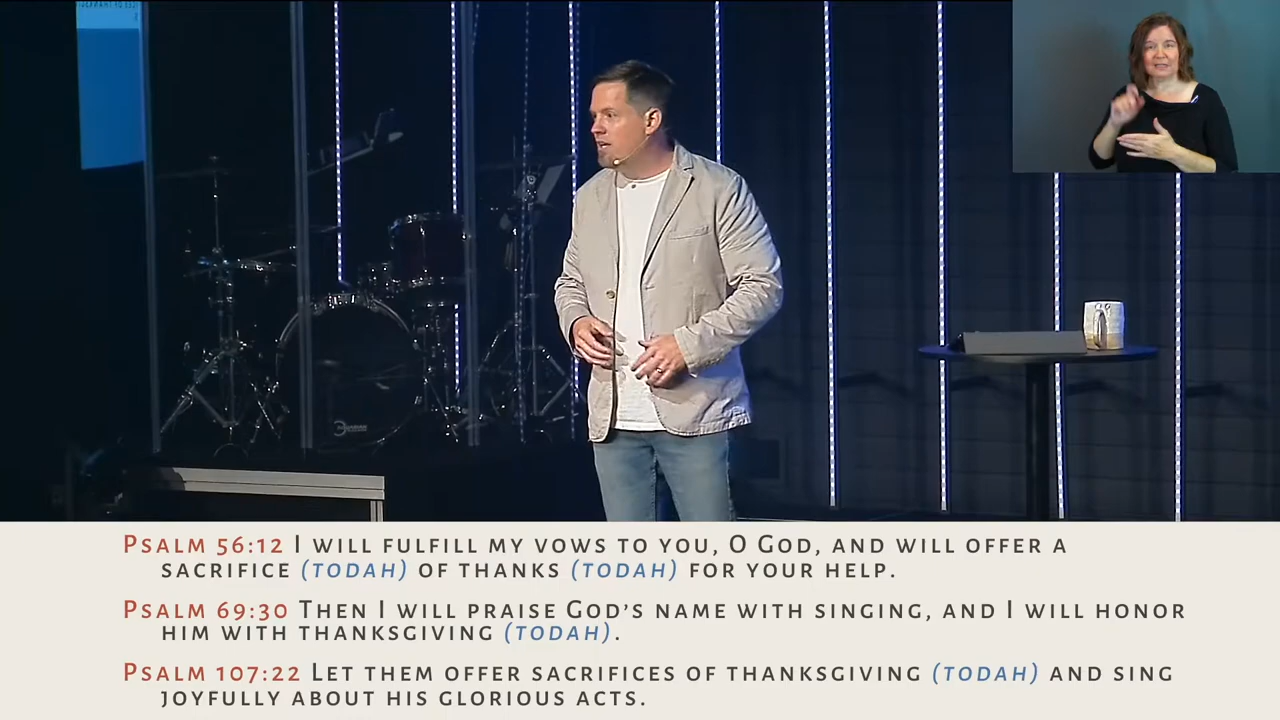 Psalm 56:12 I will fulfill my vows to you, O God, and will offer a
sacrifice (todah) of thanks (todah) for your help.
Psalm 69:30 Then I will praise God's name with singing, and I will honor
him with thanksgiving (todah).
Psalm 107:22 Let them offer sacrifices of thanksgiving (todah) and sing
joyfully about his glorious acts.